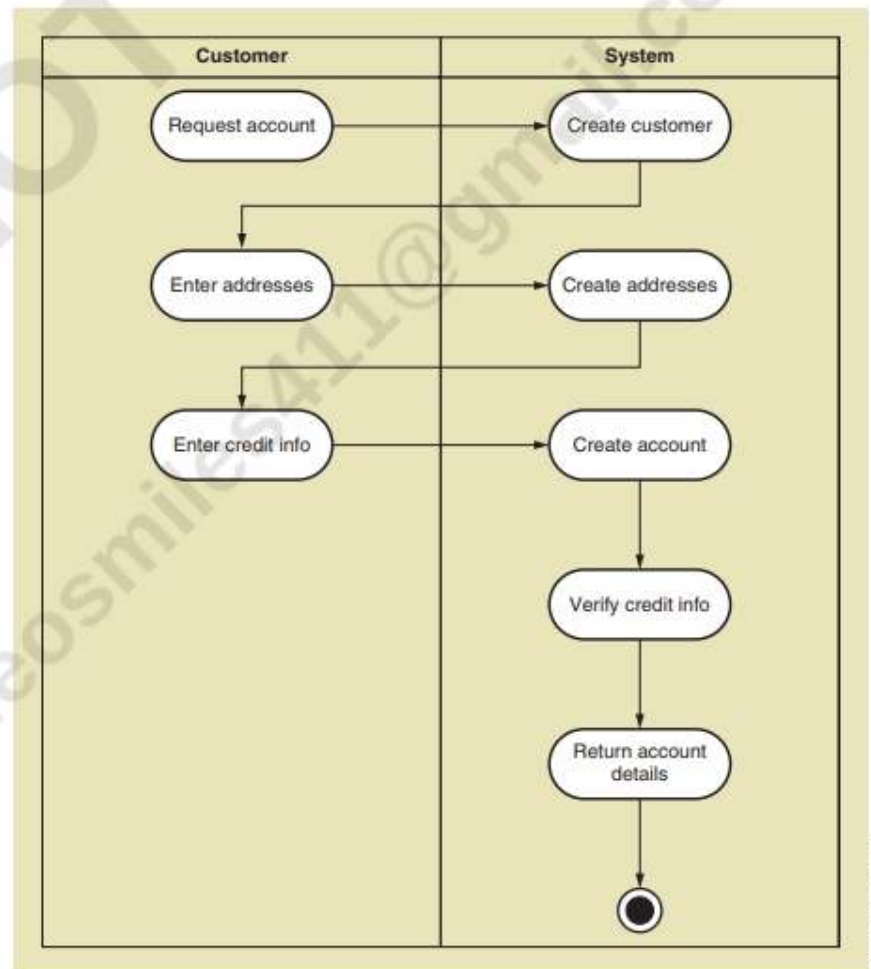 Customer
System
Request account
Create customer
Enter addresses
Create addresses
Enter credit info
Create account
Verify credit info
Return account
details